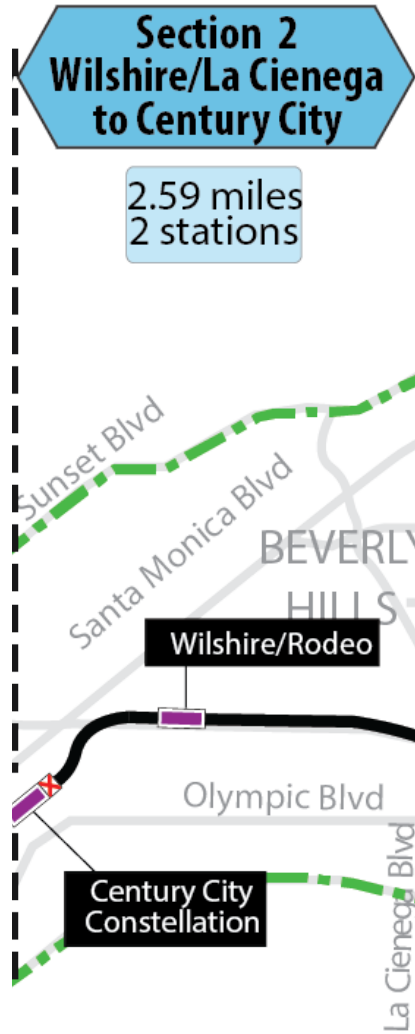 Section 2
Wilshire/La Cienega
to Century City
2.59 miles
2 stations
Sunset Blvd
Santa Monica Blvd
BEVERLY
HILLS
Wilshire/Rodeo
Olympic Blvd
La Cienega Blvd
Century City
Constellation